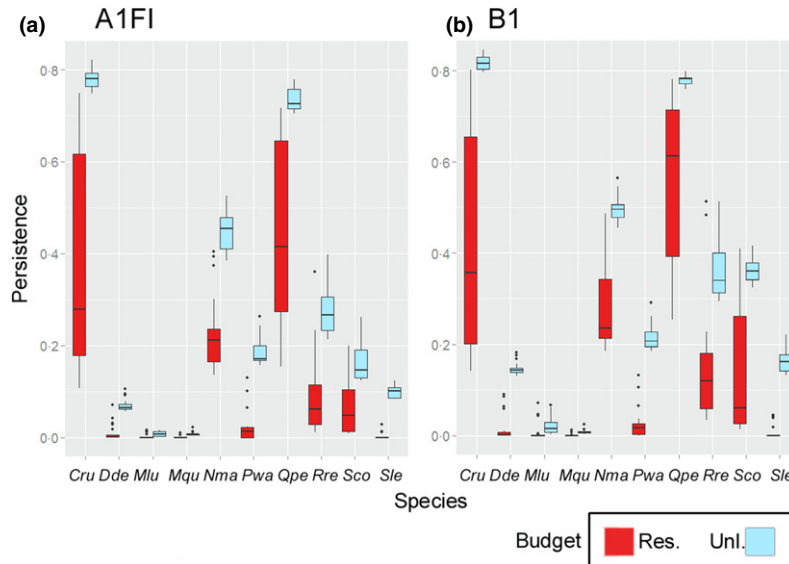 (a) A1FI
(b) B1
Persistence
0·8
0·6
0·4
0·2
0·0
0·8
0·6
0·4
0·2
0·0
Cru Dde Mlu Mqu Nma Pwa Qpe Rre Sco Sle
Cru Dde Mlu Mqu Nma Pwa Qpe Rre Sco Sle
Species
Budget Res. Unl.